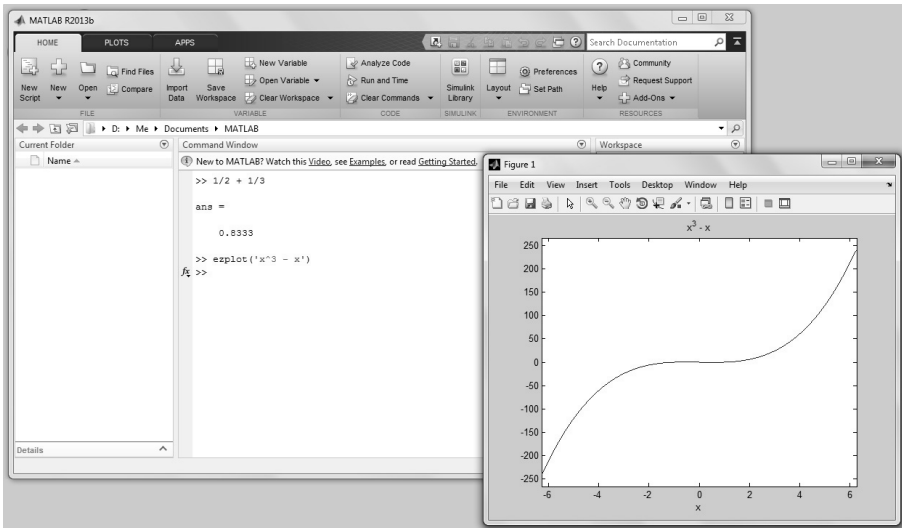 MATLAB R2013b
HOME PLOTS APPS
Search Documentation
New Script
New
Open
Find Files
Compare
FILE
Import Data
Save Workspace
New Variable
Open Variable
Clear Workspace
VARIABLE
Analyze Code
Run and Time
Clear Commands
CODE
Simulink Library
SIMULINK
Layout
Preferences
Set Path
ENVIRONMENT
? Help
Community
Request Support
Add-Ons
RESOURCES
D: Me Documents MATLAB
Current Folder
Name
Details
Command Window
New to MATLAB? Watch this Video, see Examples, or read Getting Started.
>> 1/2 + 1/3
ans =
0.8333
>> ezplot('x^3 - x')
fx >>
Workspace
Figure 1
File Edit View Insert Tools Desktop Window Help
x³ - x
250
200
150
100
50
0
-50
-100
-150
-200
-250
-6 -4 -2 0 2 4 6
x